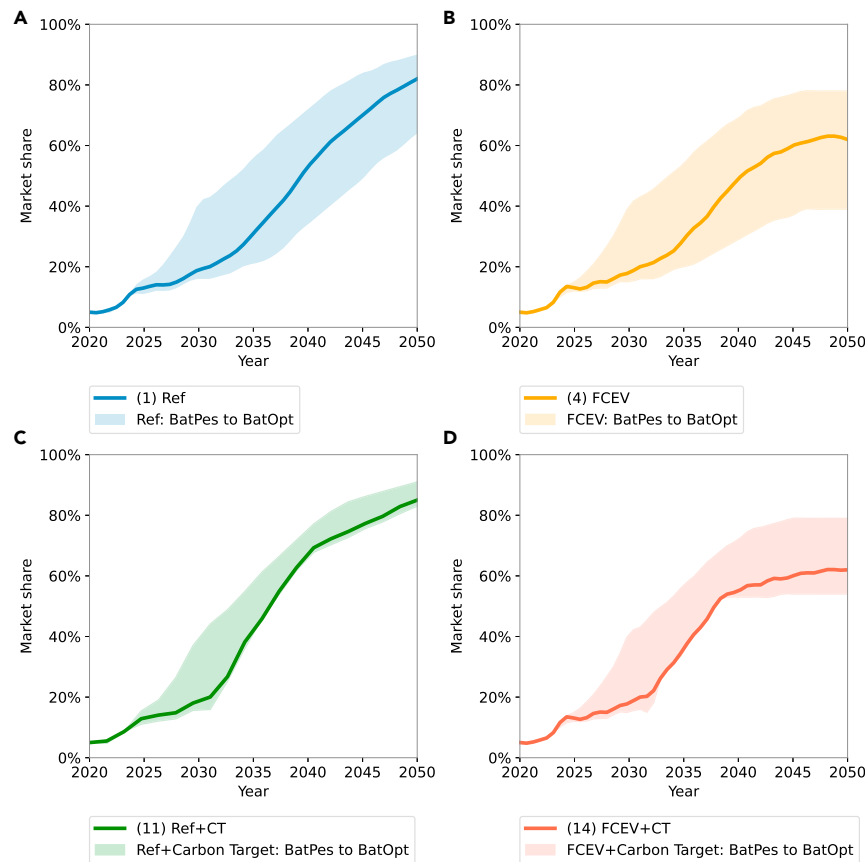 A
100%
80%
60%
40%
20%
0%
Market share
2020 2025 2030 2035 2040 2045 2050
Year
(1) Ref
Ref: BatPes to BatOpt
B
100%
80%
60%
40%
20%
0%
Market share
2020 2025 2030 2035 2040 2045 2050
Year
(4) FCEV
FCEV: BatPes to BatOpt
C
100%
80%
60%
40%
20%
0%
Market share
2020 2025 2030 2035 2040 2045 2050
Year
(11) Ref+CT
Ref+Carbon Target: BatPes to BatOpt
D
100%
80%
60%
40%
20%
0%
Market share
2020 2025 2030 2035 2040 2045 2050
Year
(14) FCEV+CT
FCEV+Carbon Target: BatPes to BatOpt